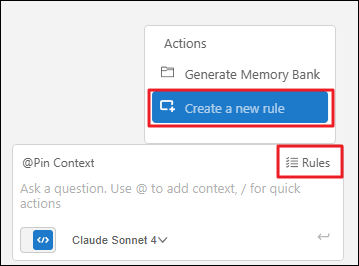 Actions
Generate Memory Bank
Create a new rule
@Pin Context
Rules
Ask a question. Use @ to add context, / for quick
actions
Claude Sonnet 4